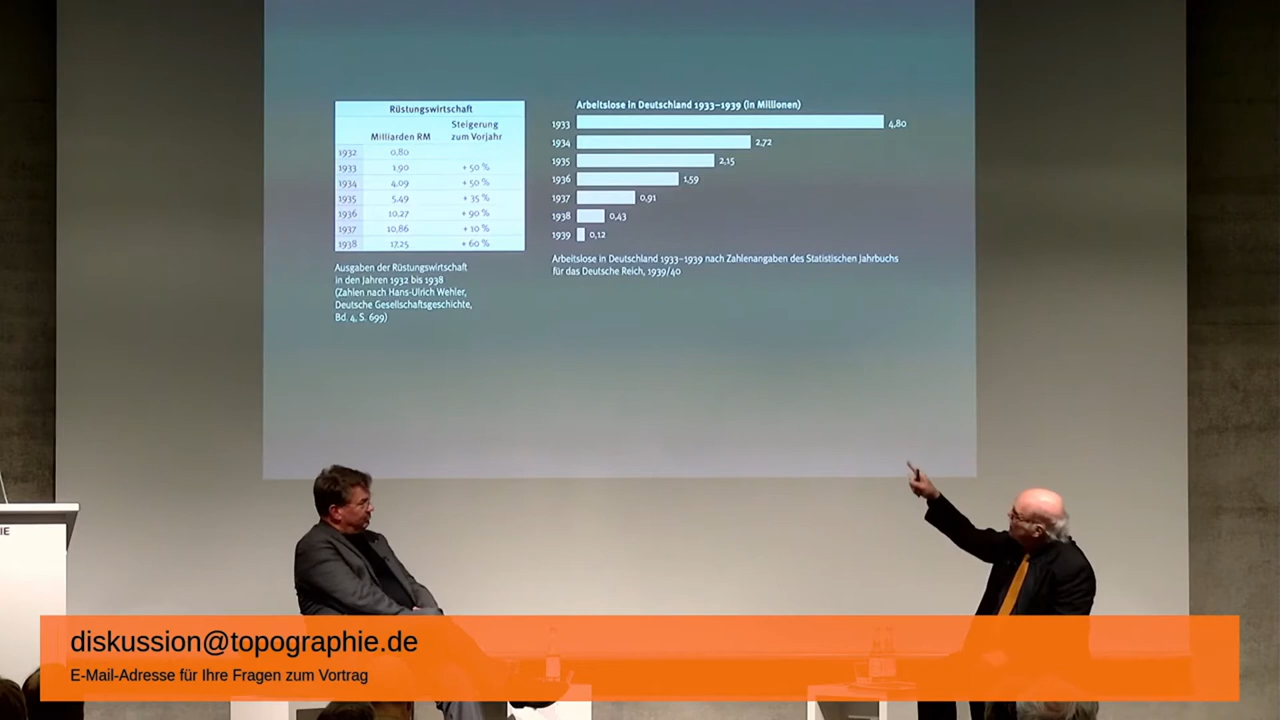 Rüstungswirtschaft
Milliarden RM Steigerung zum Vorjahr
1932 0,80
1933 1,90 + 50 %
1934 4,09 + 50 %
1935 5,49 + 35 %
1936 10,27 + 90 %
1937 10,86 + 10 %
1938 17,25 + 60 %
Ausgaben der Rüstungswirtschaft
in den Jahren 1932 bis 1938
(Zahlen nach Hans-Ulrich Wehler,
Deutsche Gesellschaftsgeschichte,
Bd. 4, S. 699)
Arbeitslose in Deutschland 1933–1939 (in Millionen)
1933 4,80
1934 2,72
1935 2,15
1936 1,59
1937 0,91
1938 0,43
1939 0,12
Arbeitslose in Deutschland 1933–1939 nach Zahlenangaben des Statistischen Jahrbuchs
für das Deutsche Reich, 1939/40
IE
diskussion@topographie.de
E-Mail-Adresse für Ihre Fragen zum Vortrag